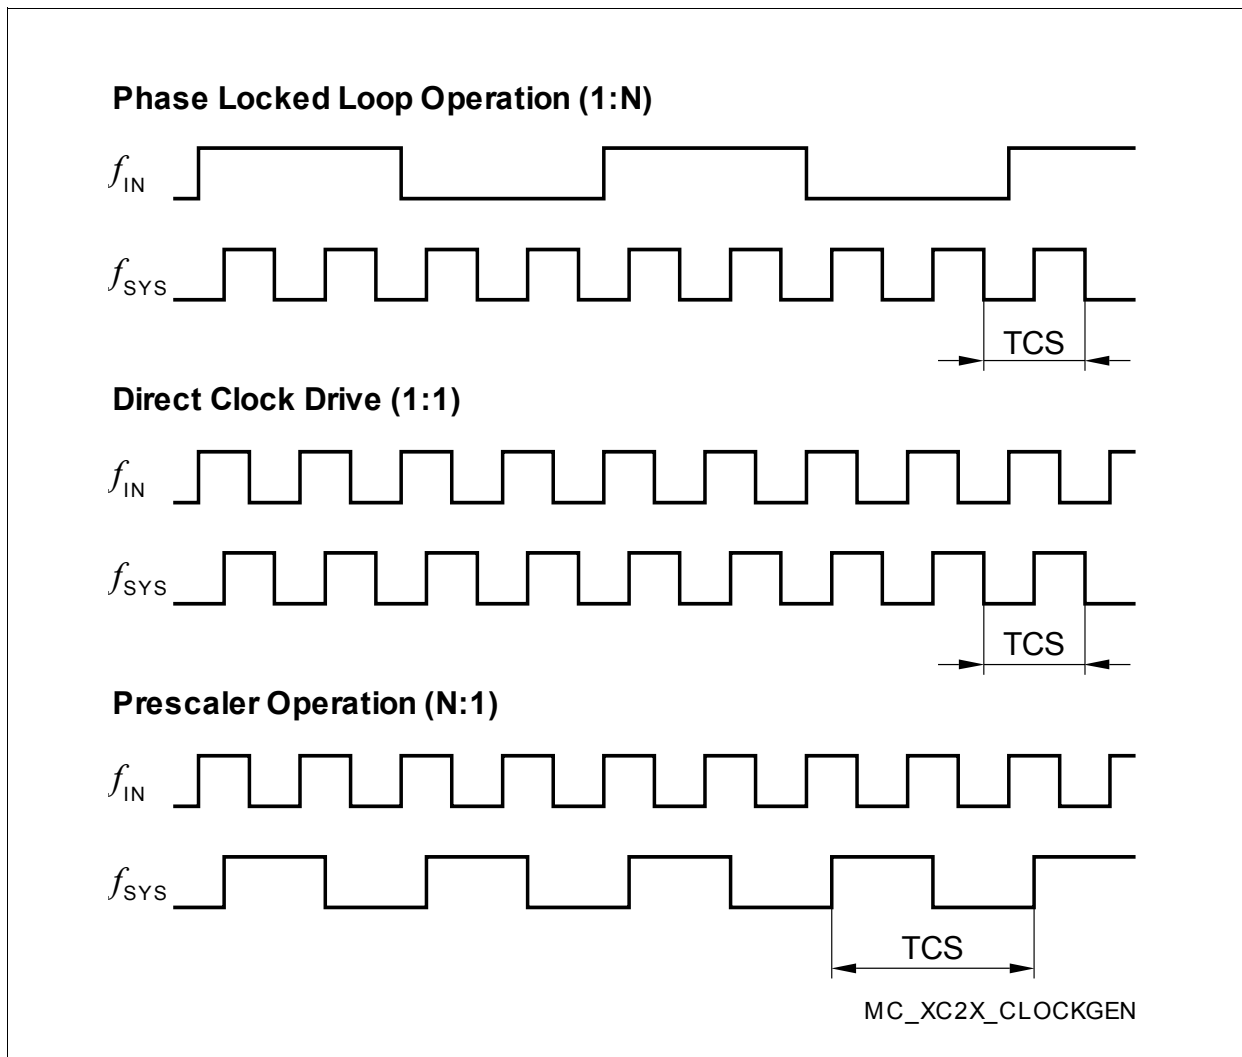 Phase Locked Loop Operation (1:N)
fIN
fSYS
TCS
Direct Clock Drive (1:1)
fIN
fSYS
TCS
Prescaler Operation (N:1)
fIN
fSYS
TCS
MC_XC2X_CLOCKGEN